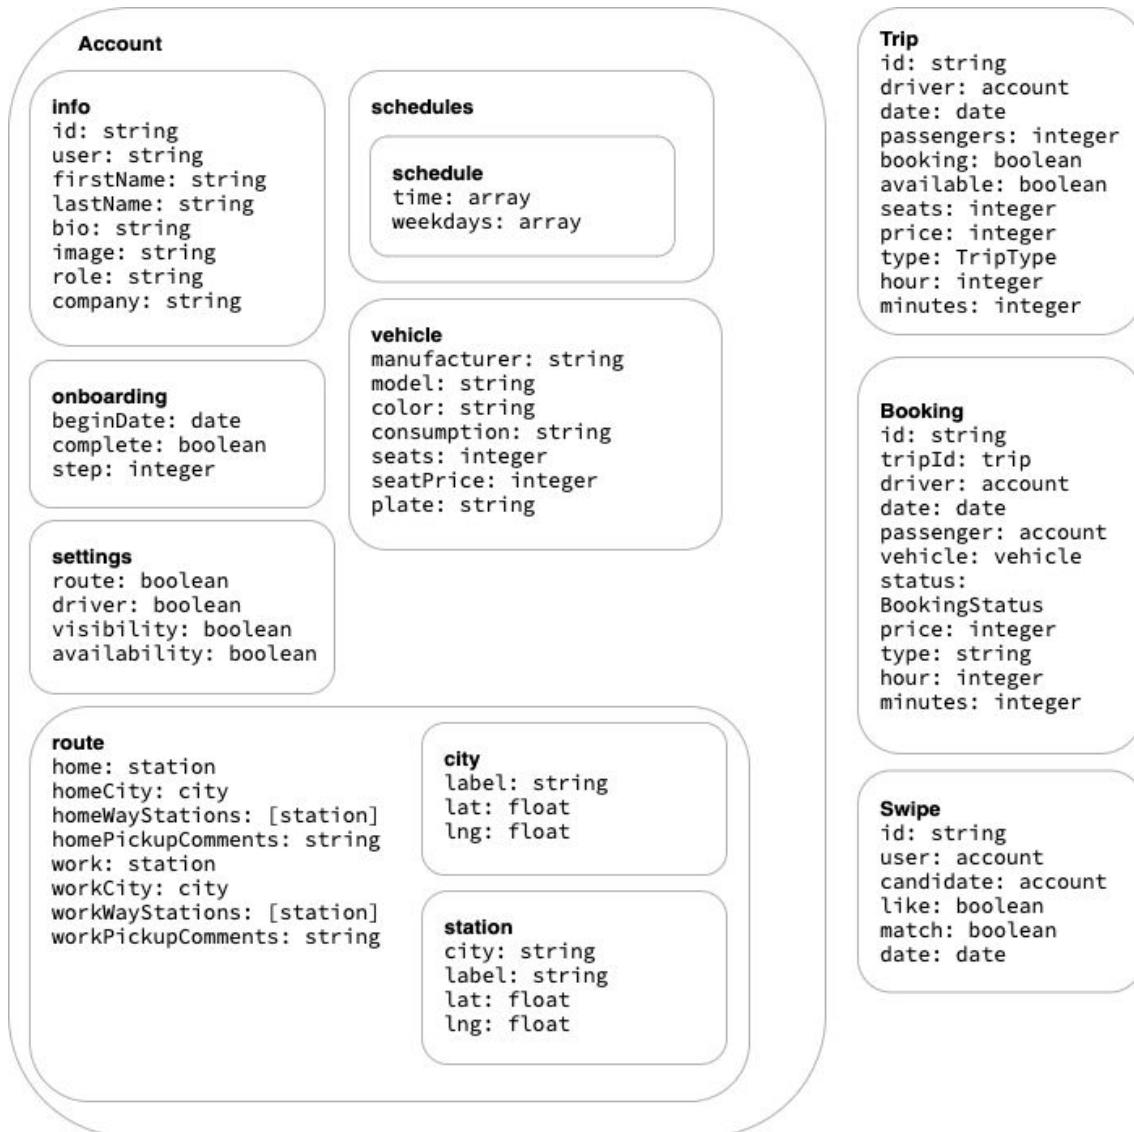 Account
info
id: string
user: string
firstName: string
lastName: string
bio: string
image: string
role: string
company: string
schedules
schedule
time: array
weekdays: array
onboarding
beginDate: date
complete: boolean
step: integer
vehicle
manufacturer: string
model: string
color: string
consumption: string
seats: integer
seatPrice: integer
plate: string
settings
route: boolean
driver: boolean
visibility: boolean
availability: boolean
route
home: station
homeCity: city
homeWayStations: [station]
homePickupComments: string
work: station
workCity: city
workWayStations: [station]
workPickupComments: string
city
label: string
lat: float
lng: float
station
city: string
label: string
lat: float
lng: float
Trip
id: string
driver: account
date: date
passengers: integer
booking: boolean
available: boolean
seats: integer
price: integer
type: TripType
hour: integer
minutes: integer
Booking
id: string
tripId: trip
driver: account
date: date
passenger: account
vehicle: vehicle
status:
BookingStatus
price: integer
type: string
hour: integer
minutes: integer
Swipe
id: string
user: account
candidate: account
like: boolean
match: boolean
date: date